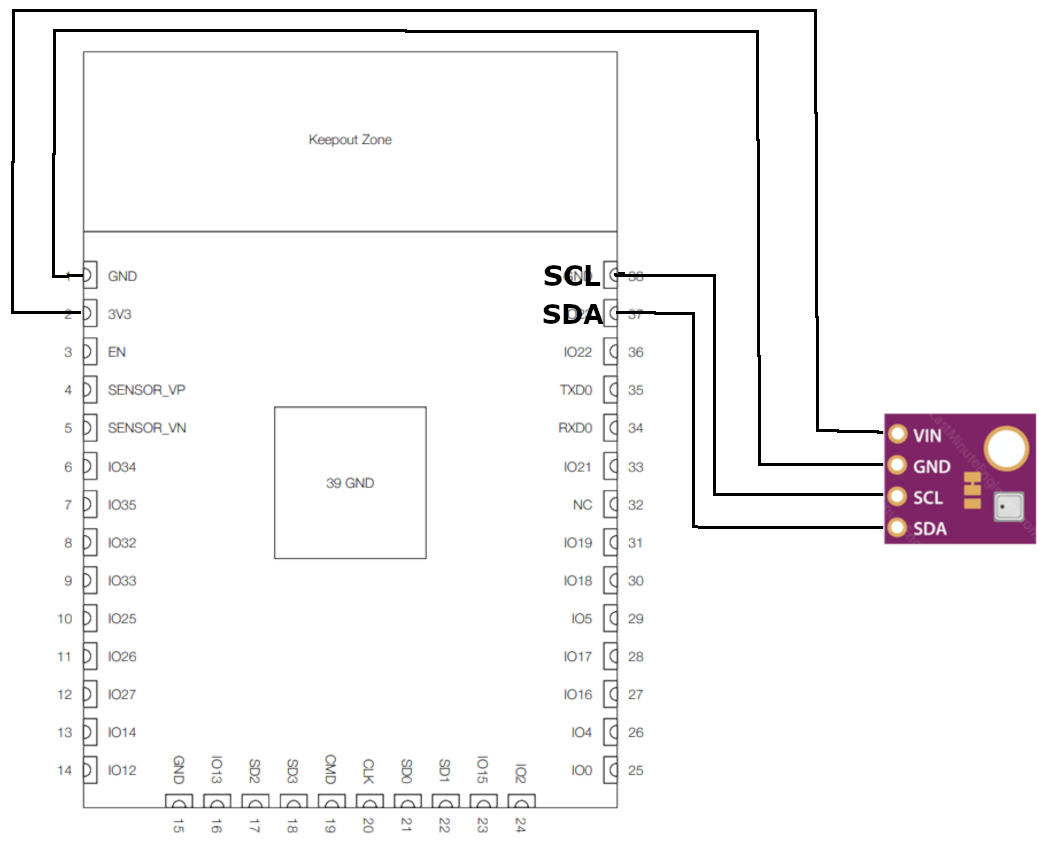 Keepout Zone
1 GND SCL 38
2 3V3 SDA 37
3 EN IO22 36
4 SENSOR_VP TXD0 35
5 SENSOR_VN RXD0 34
6 IO34 IO21 33
7 IO35 NC 32
8 IO32 IO19 31
9 IO33 IO18 30
10 IO25 IO5 29
11 IO26 IO17 28
12 IO27 IO16 27
13 IO14 IO4 26
14 IO12 IO0 25
39 GND
GND IO13 SD2 SD3 CMD CLK SD0 SD1 IO15 IO2
15 16 17 18 19 20 21 22 23 24
VIN
GND
SCL
SDA